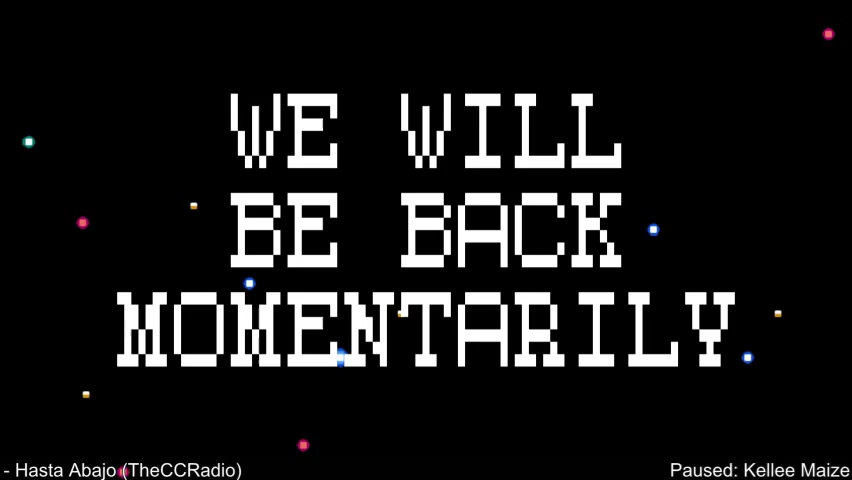 WE WILL
BE BACK
MOMENTARILY
- Hasta Abajo (TheCCRadio)
Paused: Kellee Maize